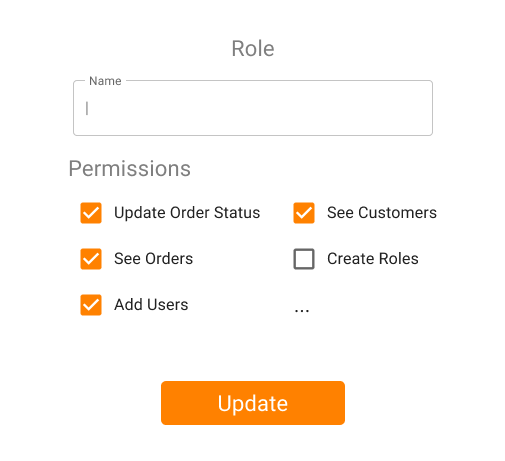 Role
Name
Permissions
Update Order Status
See Customers
See Orders
Create Roles
Add Users
...
Update